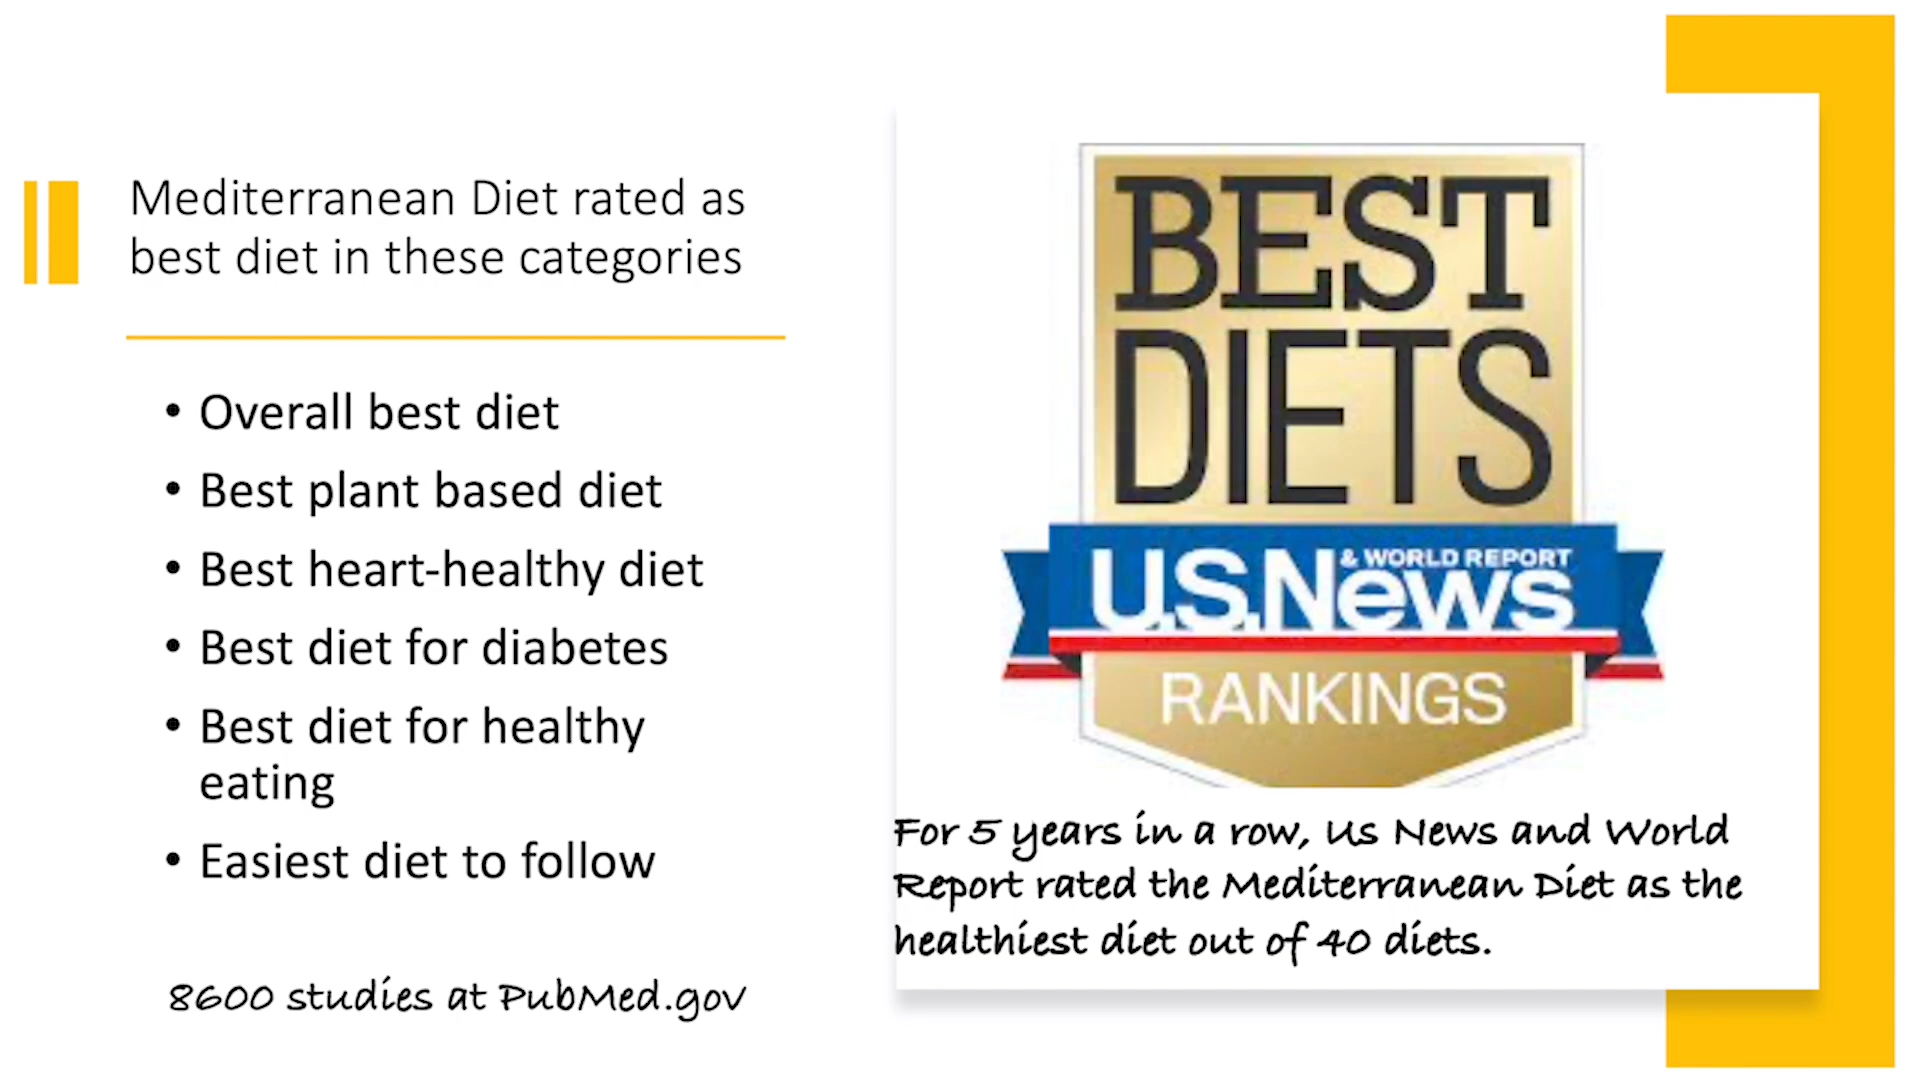 Mediterranean Diet rated as
best diet in these categories
• Overall best diet
• Best plant based diet
• Best heart-healthy diet
• Best diet for diabetes
• Best diet for healthy
eating
• Easiest diet to follow
8600 studies at PubMed.gov
BEST
DIETS
U.S.News & WORLD REPORT
RANKINGS
For 5 years in a row, Us News and World
Report rated the Mediterranean Diet as the
healthiest diet out of 40 diets.